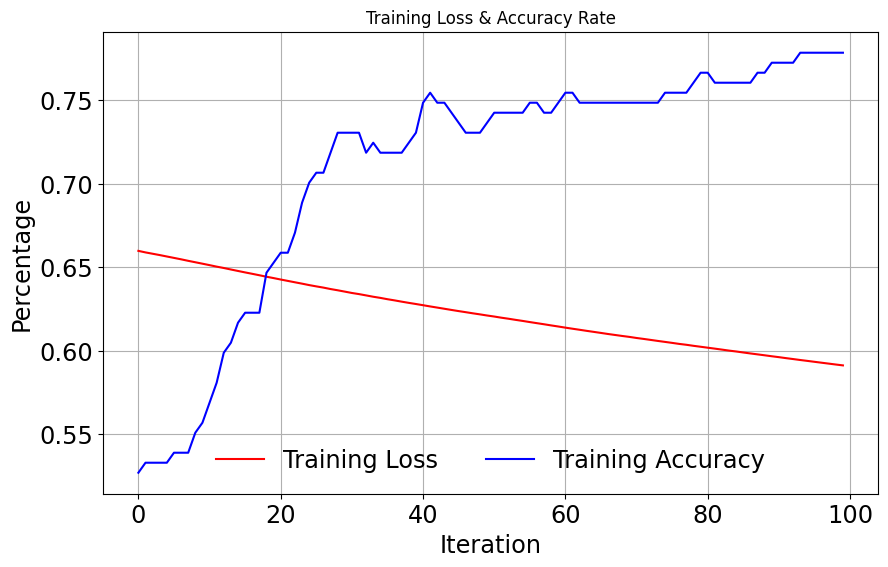 Training Loss & Accuracy Rate
Percentage
0.75
0.70
0.65
0.60
0.55
Training Loss Training Accuracy
0 20 40 60 80 100
Iteration